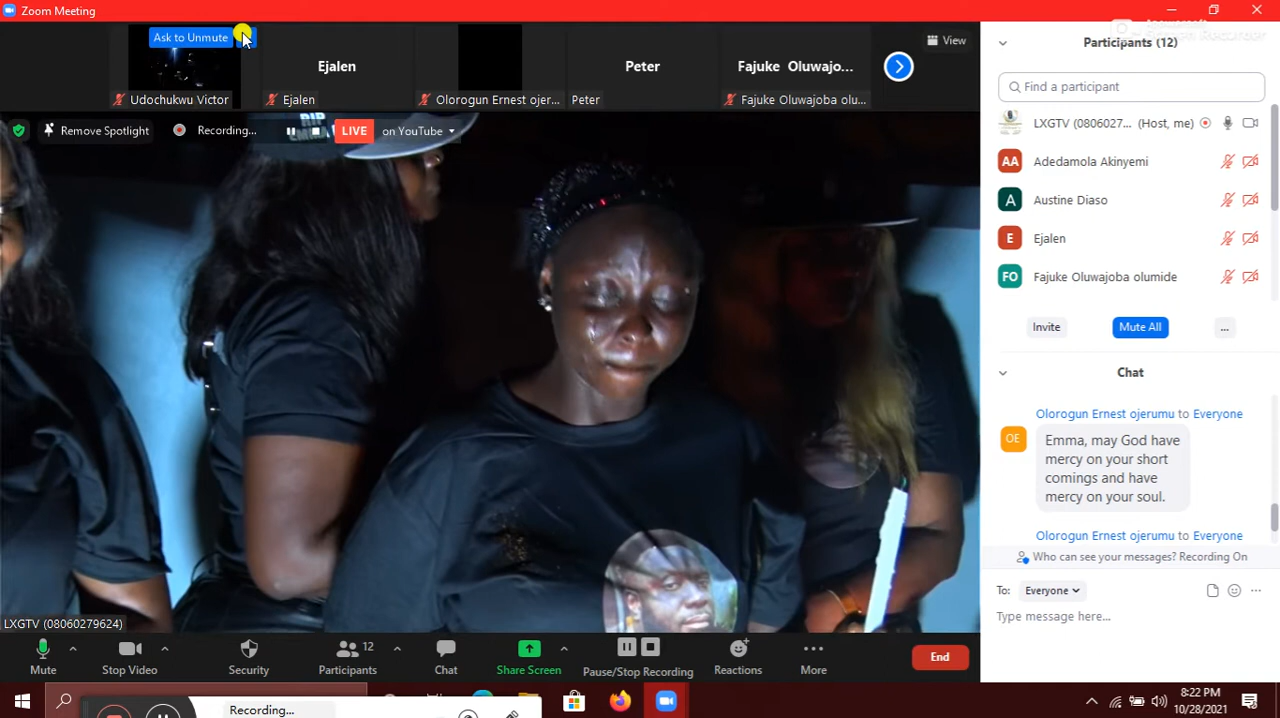 Zoom Meeting
Ask to Unmute
Udochukwu Victor
Ejalen
Ejalen
Olorogun Ernest ojer...
Peter
Peter
Fajuke Oluwajo...
Fajuke Oluwajoba olu...
View
Remove Spotlight
Recording...
LIVE
on YouTube
LXGTV (08060279624)
Participants (12)
Find a participant
LXGTV (0806027... (Host, me)
AA
Adedamola Akinyemi
A
Austine Diaso
E
Ejalen
FO
Fajuke Oluwajoba olumide
Invite
Mute All
...
Chat
Olorogun Ernest ojerumu to Everyone
OE
Emma, may God have
mercy on your short
comings and have
mercy on your soul.
Olorogun Ernest ojerumu to Everyone
Who can see your messages? Recording On
To:
Everyone
Type message here...
Mute
Stop Video
Security
12
Participants
Chat
Share Screen
Pause/Stop Recording
Reactions
More
End
Recording...
8:22 PM
10/28/2021